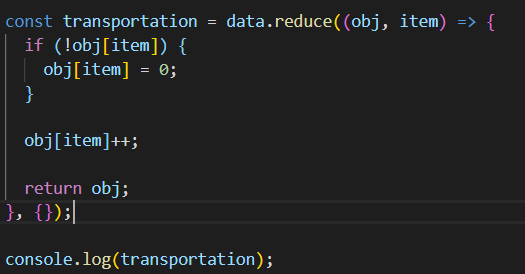 const transportation = data.reduce((obj, item) => {
  if (!obj[item]) {
    obj[item] = 0;
  }

  obj[item]++;

  return obj;
}, {});

console.log(transportation);